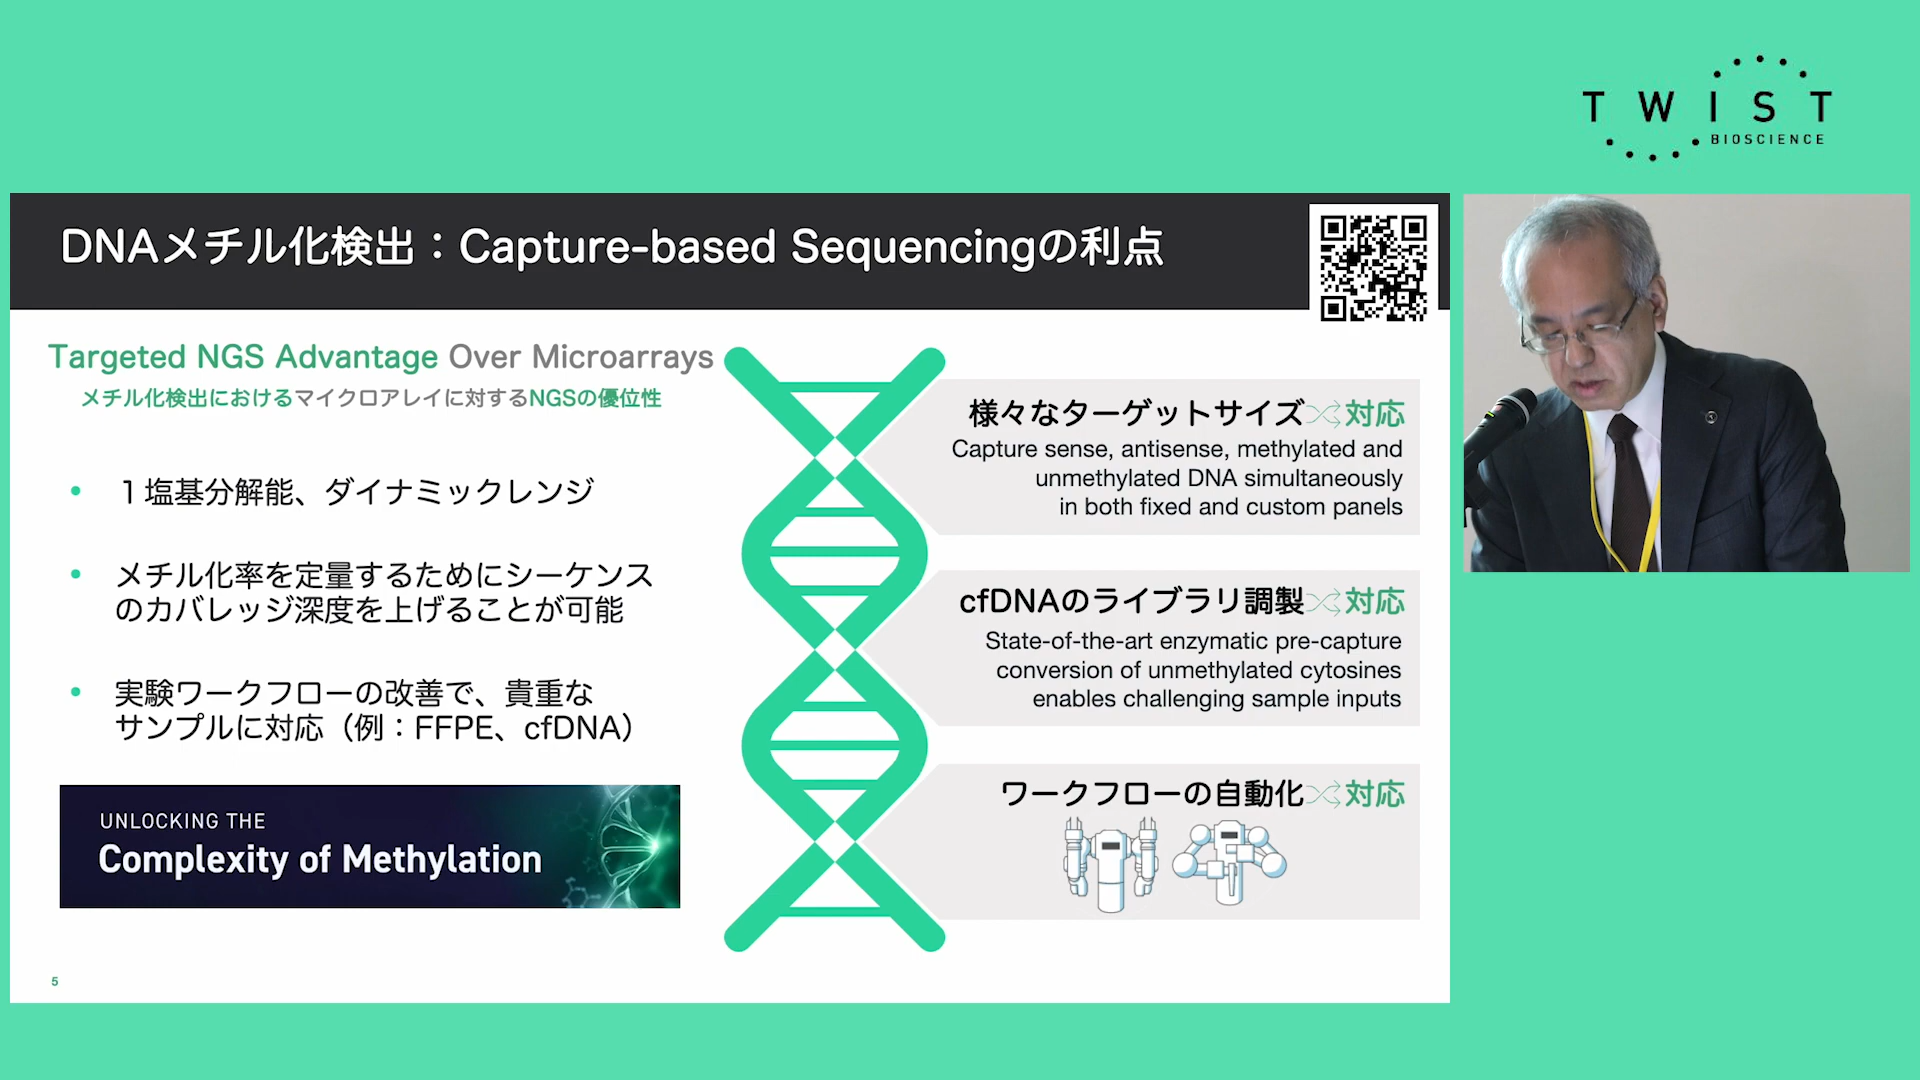 TWIST
BIOSCIENCE
DNAメチル化検出：Capture-based Sequencingの利点
Targeted NGS Advantage Over Microarrays
メチル化検出におけるマイクロアレイに対するNGSの優位性
• １塩基分解能、ダイナミックレンジ
• メチル化率を定量するためにシーケンス
のカバレッジ深度を上げることが可能
• 実験ワークフローの改善で、貴重な
サンプルに対応（例：FFPE、cfDNA）
UNLOCKING THE
Complexity of Methylation
様々なターゲットサイズ対応
Capture sense, antisense, methylated and
unmethylated DNA simultaneously
in both fixed and custom panels
cfDNAのライブラリ調製対応
State-of-the-art enzymatic pre-capture
conversion of unmethylated cytosines
enables challenging sample inputs
ワークフローの自動化対応
5